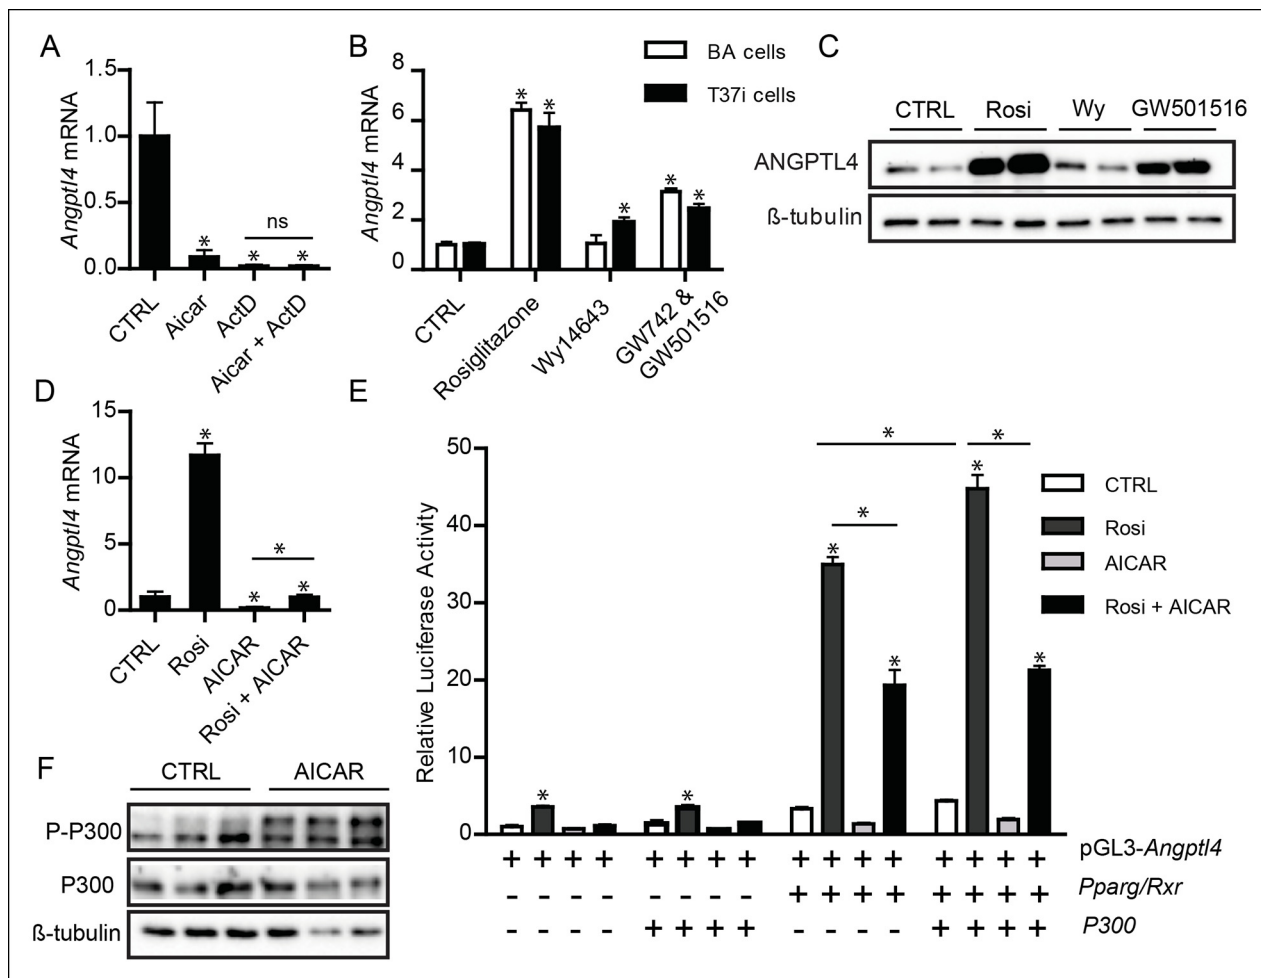 A
1.5
1.0
0.5
0.0
Angptl4 mRNA
*
*
*
ns
CTRL
Aicar
ActD
Aicar + ActD
B
8
6
4
2
0
Angptl4 mRNA
* *
*
* *
BA cells
T37i cells
CTRL
Rosiglitazone
Wy14643
GW742 &
GW501516
C
CTRL Rosi Wy GW501516
ANGPTL4
ß-tubulin
D
15
10
5
0
Angptl4 mRNA
*
*
* *
CTRL
Rosi
AICAR
Rosi + AICAR
E
50
40
30
20
10
0
Relative Luciferase Activity
* *
*
*
* *
*
* *
CTRL
Rosi
AICAR
Rosi + AICAR
+ + + + + + + + + + + + + + + + pGL3-Angptl4
- - - - - - - - + + + + + + + + Pparg/Rxr
- - - - + + + + - - - - + + + + P300
F
CTRL AICAR
P-P300
P300
ß-tubulin